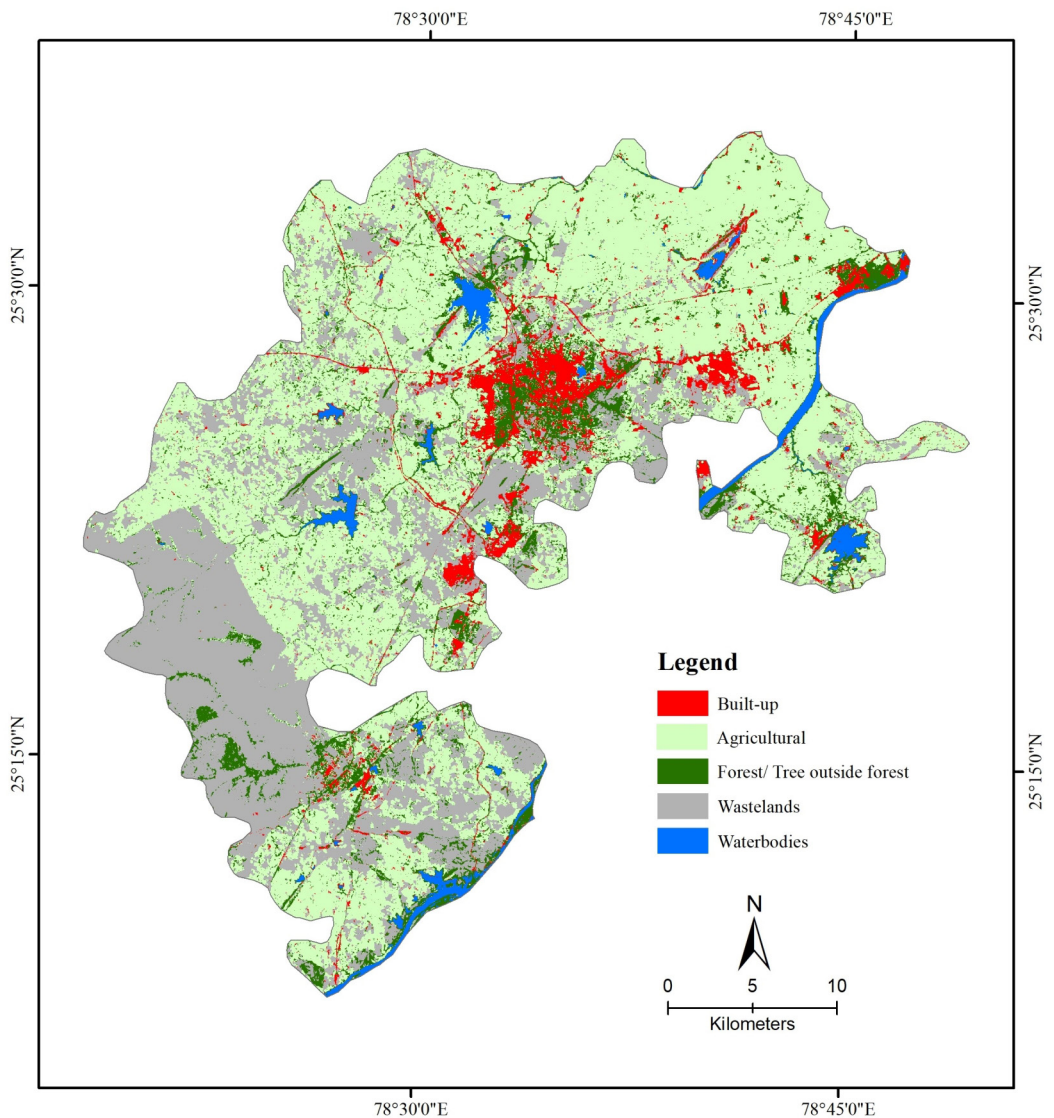 78°30'0"E
78°45'0"E
25°30'0"N
25°30'0"N
Legend
Built-up
Agricultural
Forest/ Tree outside forest
Wastelands
Waterbodies
25°15'0"N
25°15'0"N
N
0 5 10
Kilometers
78°30'0"E
78°45'0"E